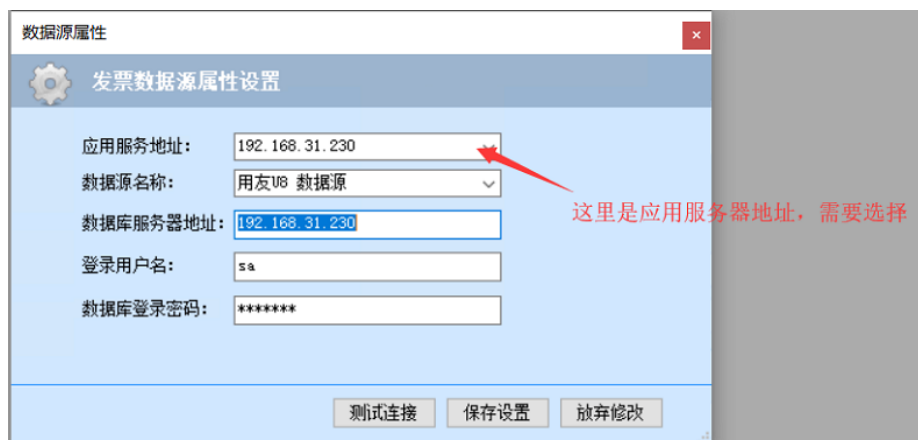 数据源属性
发票数据源属性设置
应用服务地址： 192.168.31.230
数据源名称： 用友U8 数据源
数据库服务器地址： 192.168.31.230
这里是应用服务器地址，需要选择
登录用户名： sa
数据库登录密码： *******
测试连接 保存设置 放弃修改